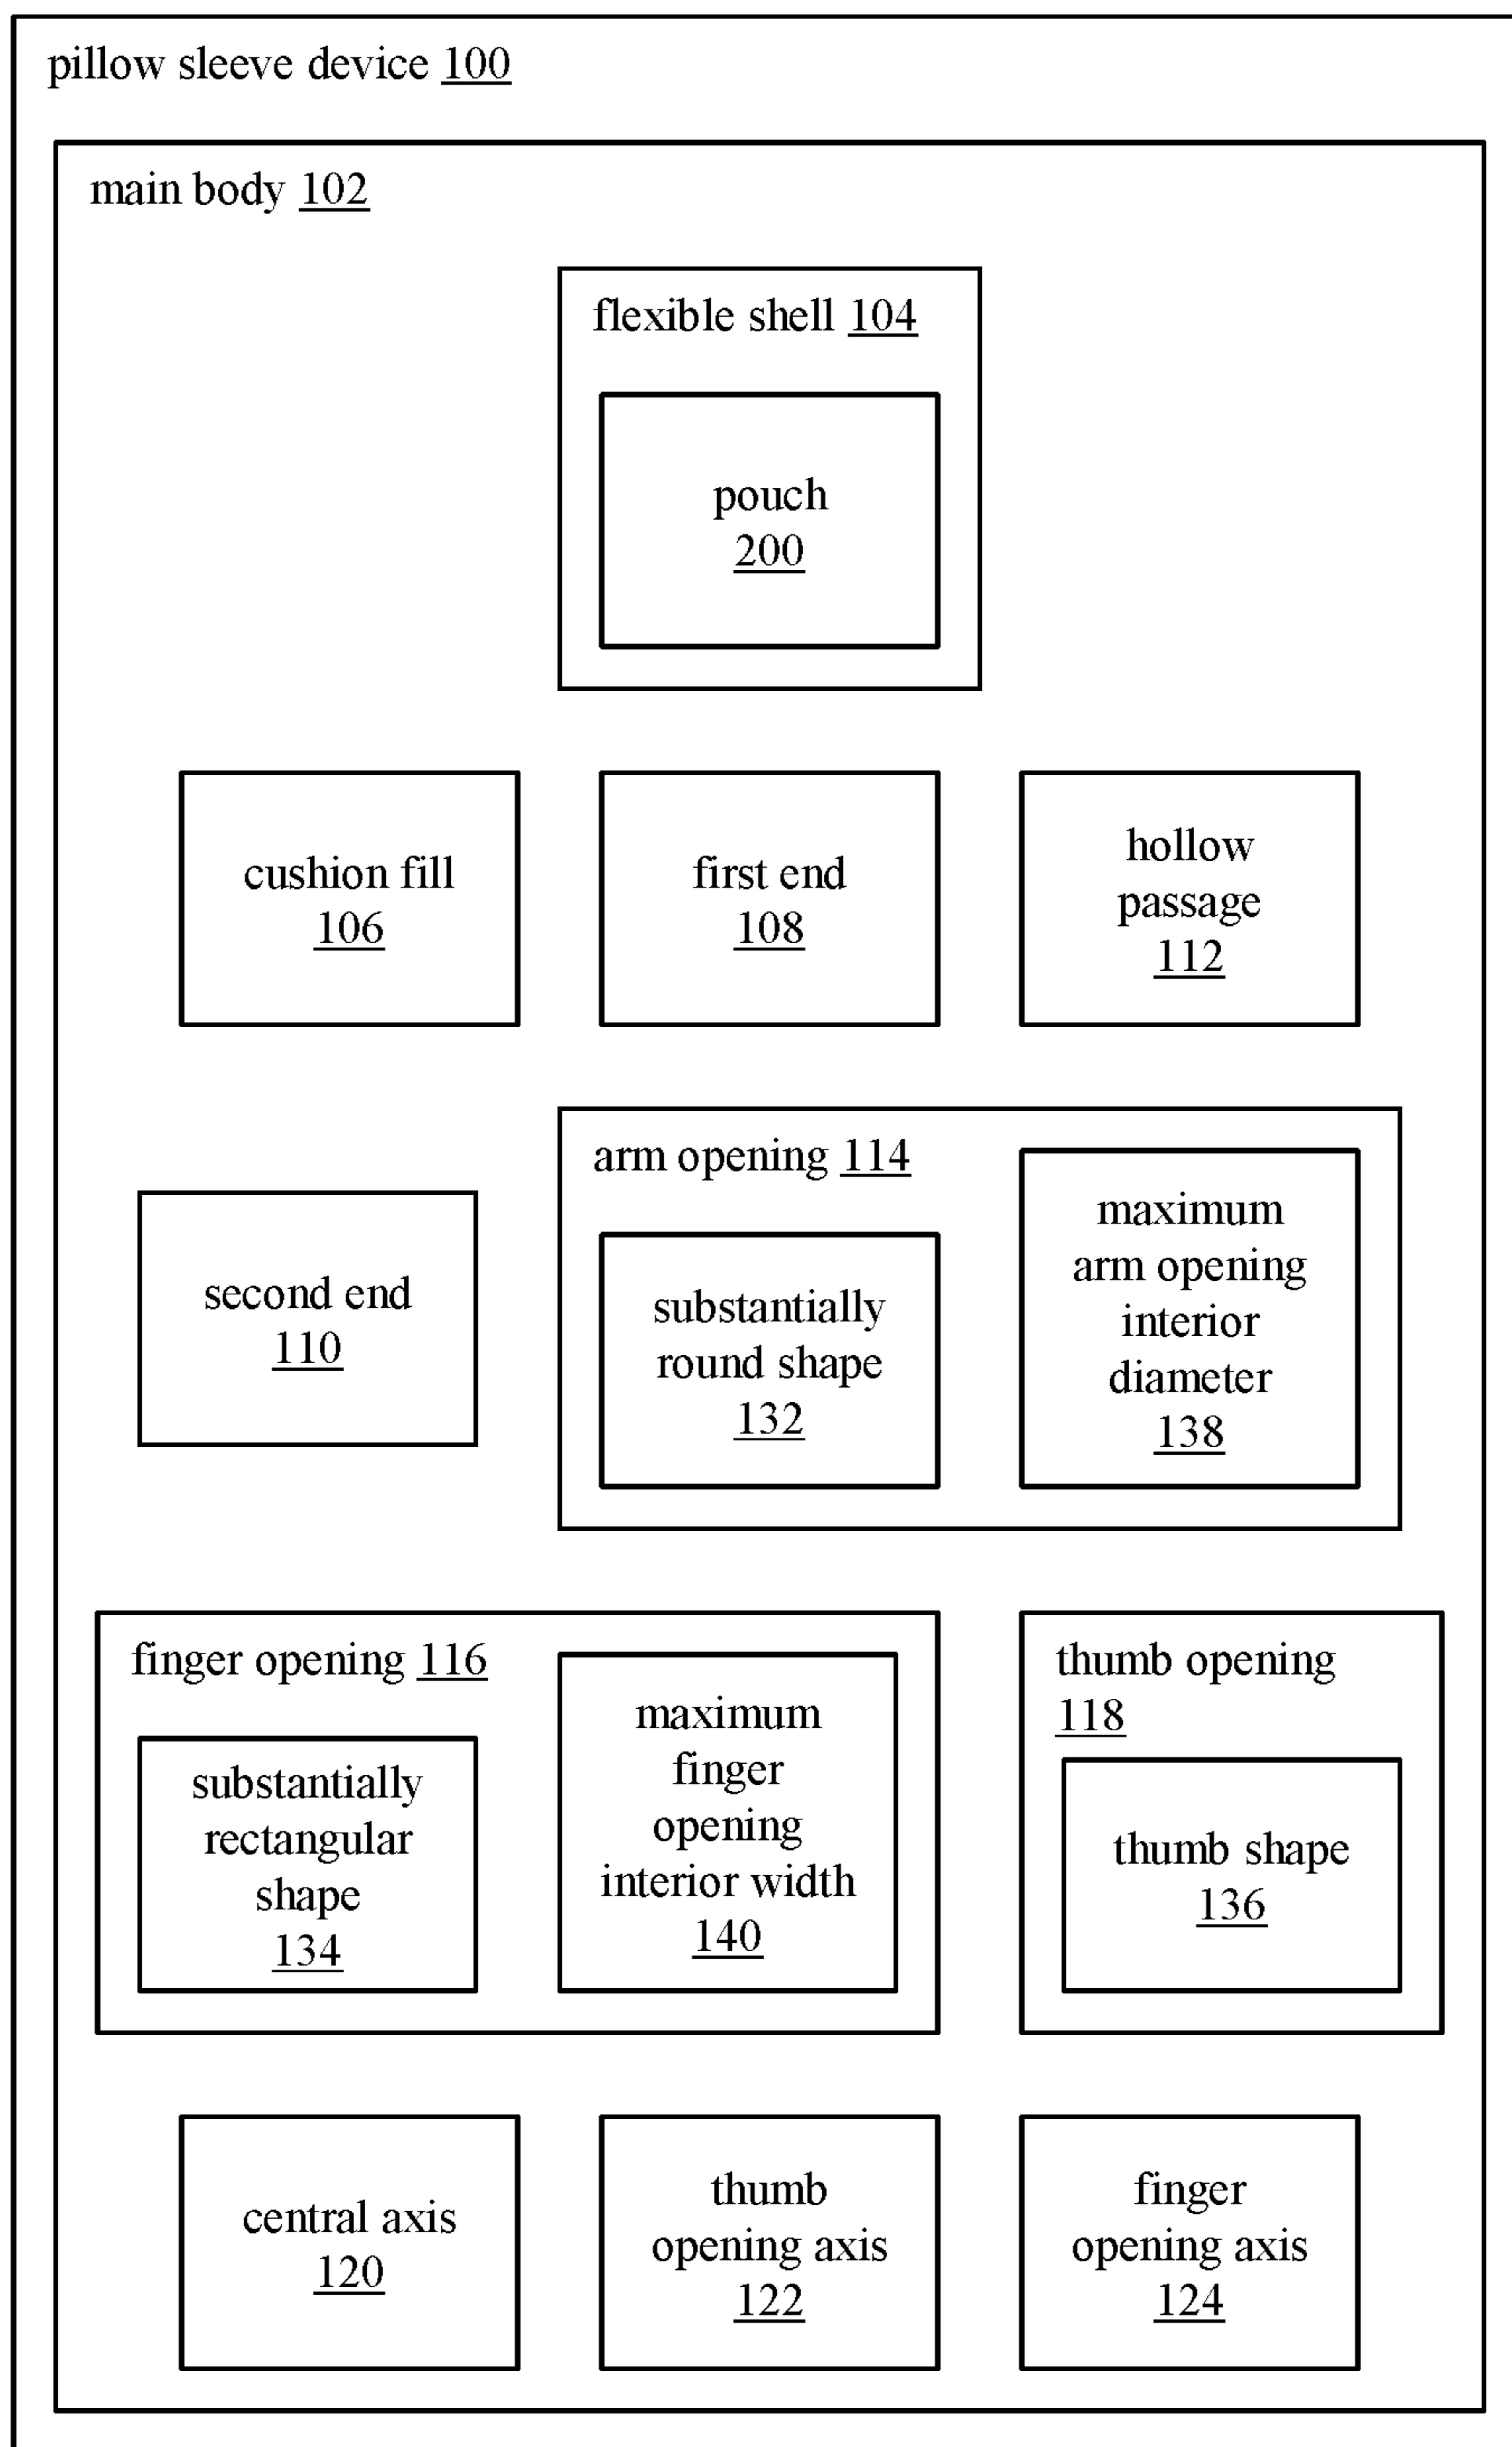 pillow sleeve device 100
main body 102
flexible shell 104
pouch
200
cushion fill
106
first end
108
hollow
passage
112
second end
110
arm opening 114
substantially
round shape
132
maximum
arm opening
interior
diameter
138
finger opening 116
substantially
rectangular
shape
134
maximum
finger
opening
interior width
140
thumb opening
118
thumb shape
136
central axis
120
thumb
opening axis
122
finger
opening axis
124